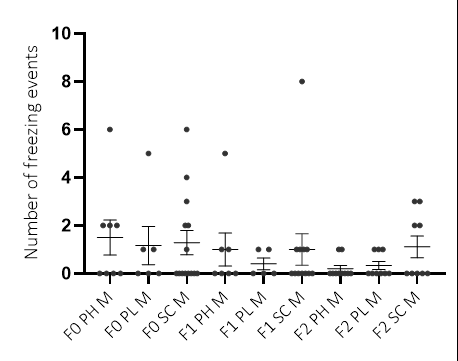 Number of freezing events
10
8
6
4
2
0
F0 PH M
F0 PL M
F0 SC M
F1 PH M
F1 PL M
F1 SC M
F2 PH M
F2 PL M
F2 SC M